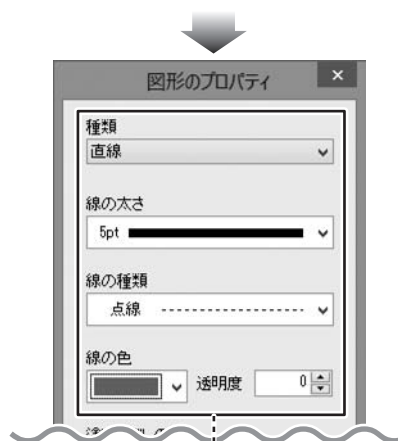 図形のプロパティ
種類
直線
線の太さ
5pt
線の種類
点線
線の色
透明度 0